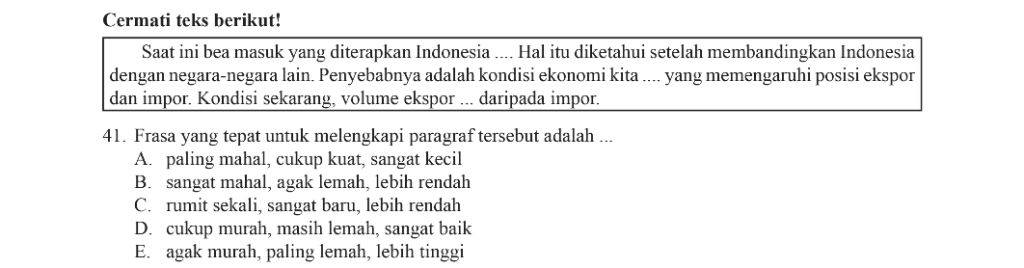 Cermati teks berikut!
Saat ini bea masuk yang diterapkan Indonesia .... Hal itu diketahui setelah membandingkan Indonesia
dengan negara-negara lain. Penyebabnya adalah kondisi ekonomi kita .... yang memengaruhi posisi ekspor
dan impor. Kondisi sekarang, volume ekspor ... daripada impor.
41. Frasa yang tepat untuk melengkapi paragraf tersebut adalah ...
A. paling mahal, cukup kuat, sangat kecil
B. sangat mahal, agak lemah, lebih rendah
C. rumit sekali, sangat baru, lebih rendah
D. cukup murah, masih lemah, sangat baik
E. agak murah, paling lemah, lebih tinggi